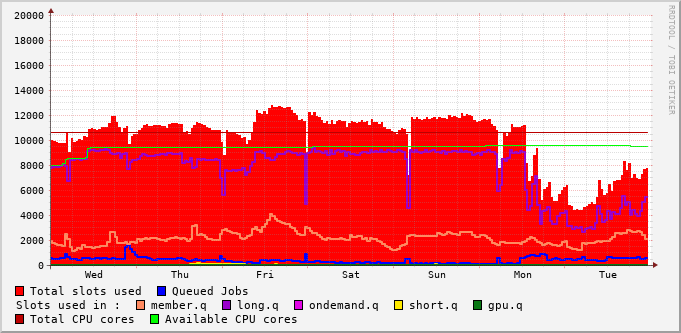 20000
18000
16000
14000
12000
10000
8000
6000
4000
2000
0
Wed Thu Fri Sat Sun Mon Tue
RRDTOOL / TOBI OETIKER
Total slots used Queued Jobs
Slots used in : member.q long.q ondemand.q short.q gpu.q
Total CPU cores Available CPU cores